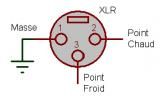 XLR
Masse
1
2
Point
Chaud
3
Point
Froid